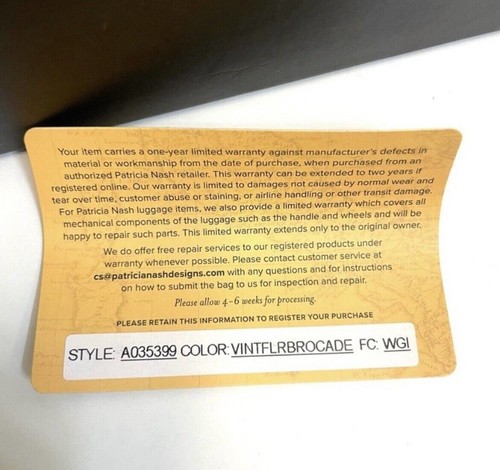 Your item carries a one-year limited warranty against manufacturer's defects in
material or workmanship from the date of purchase, when purchased from an
authorized Patricia Nash retailer. This warranty can be extended to two years if
registered online. Our warranty is limited to damages not caused by normal wear and
tear over time, customer abuse or staining, or airline handling or other transit damage.
For Patricia Nash luggage items, we also provide a limited warranty which covers all
mechanical components of the luggage such as the handle and wheels and will be
happy to repair such parts. This limited warranty extends only to the original owner.
We do offer free repair services to our registered products under
warranty whenever possible. Please contact customer service at
cs@patricianashdesigns.com with any questions and for instructions
on how to submit the bag to us for inspection and repair.
Please allow 4-6 weeks for processing.
PLEASE RETAIN THIS INFORMATION TO REGISTER YOUR PURCHASE
STYLE: A035399 COLOR: VINTFLRBROCADE FC: WGI